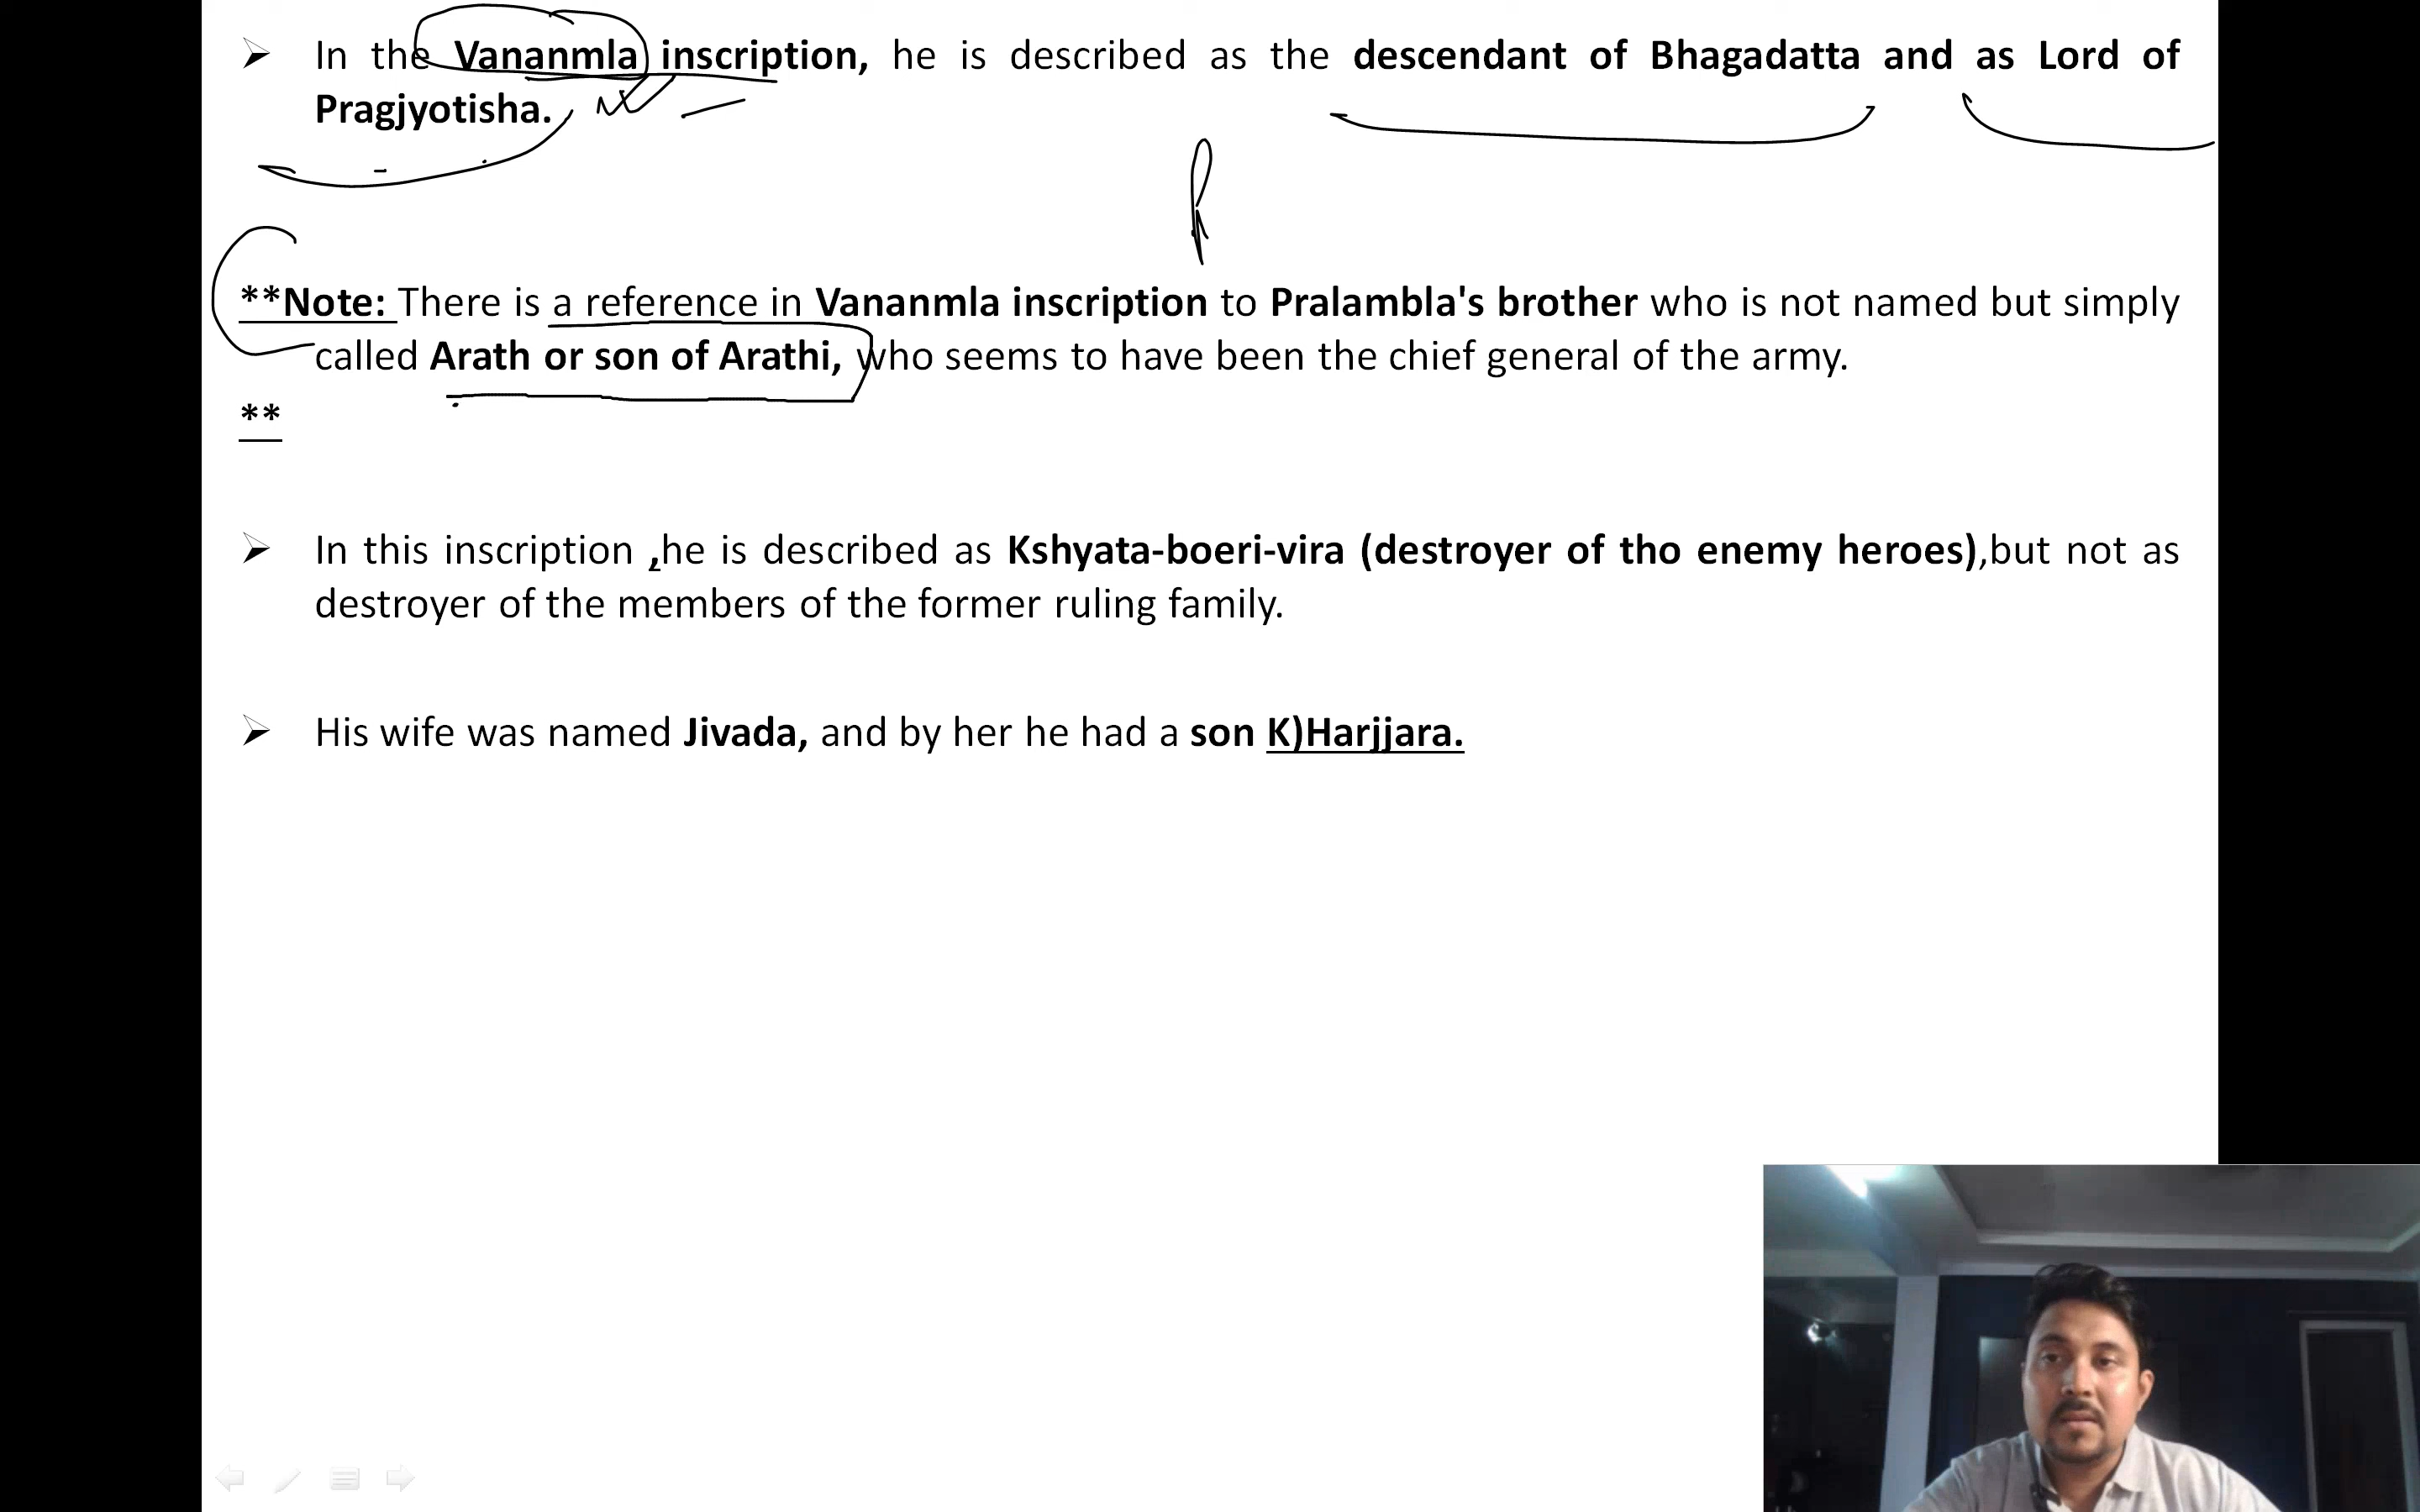 ➢ In the Vananmla inscription, he is described as the descendant of Bhagadatta and as Lord of
Pragjyotisha.
**Note: There is a reference in Vananmla inscription to Pralambla's brother who is not named but simply
called Arath or son of Arathi, who seems to have been the chief general of the army.
**
➢ In this inscription ,he is described as Kshyata-boeri-vira (destroyer of tho enemy heroes),but not as
destroyer of the members of the former ruling family.
➢ His wife was named Jivada, and by her he had a son K)Harjjara.